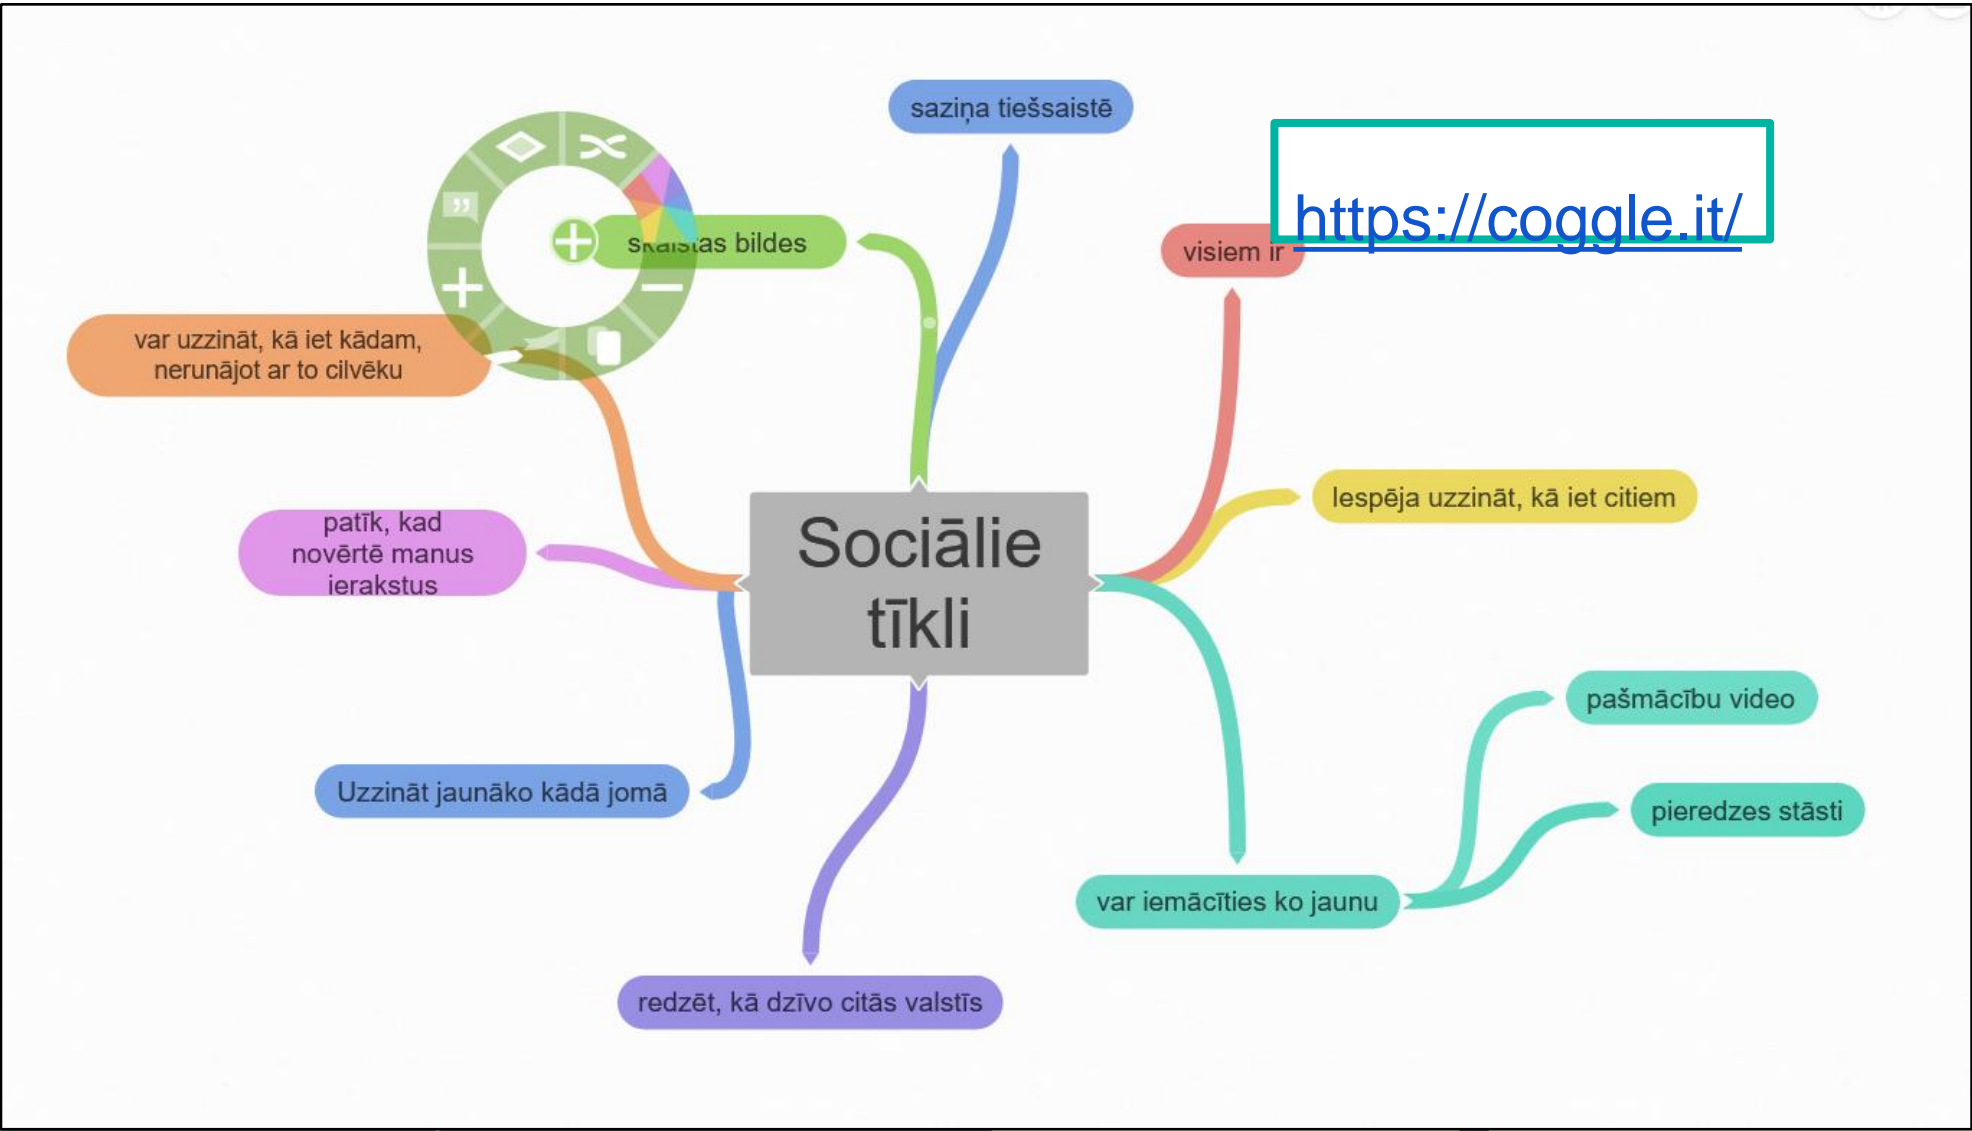 saziņa tiešsaistē
https://coggle.it/
skaistas bildes
visiem ir
var uzzināt, kā iet kādam,
nerunājot ar to cilvēku
Sociālie
tīkli
Iespēja uzzināt, kā iet citiem
patīk, kad
novērtē manus
ierakstus
pašmācību video
Uzzināt jaunāko kādā jomā
pieredzes stāsti
var iemācīties ko jaunu
redzēt, kā dzīvo citās valstīs